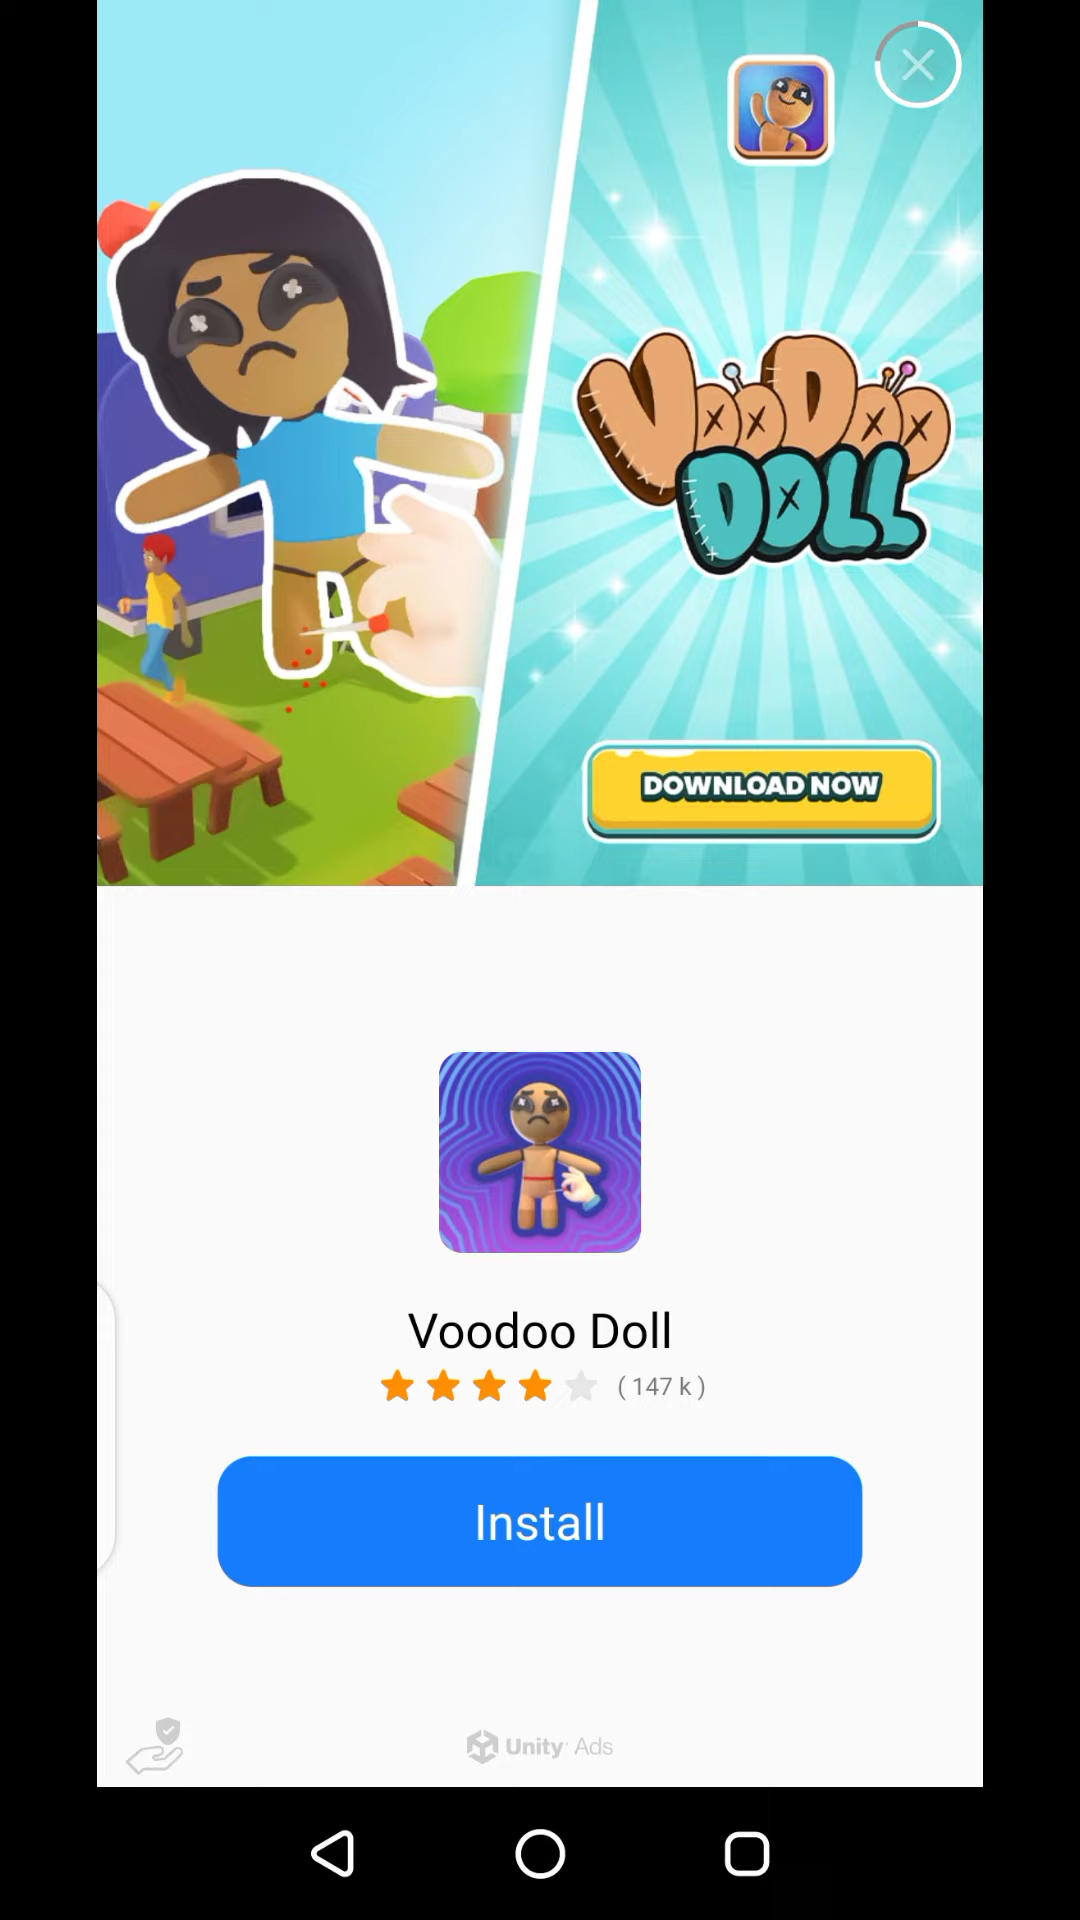 VooDoo
DOLL
DOWNLOAD NOW
Voodoo Doll
( 147 k )
Install
Unity Ads